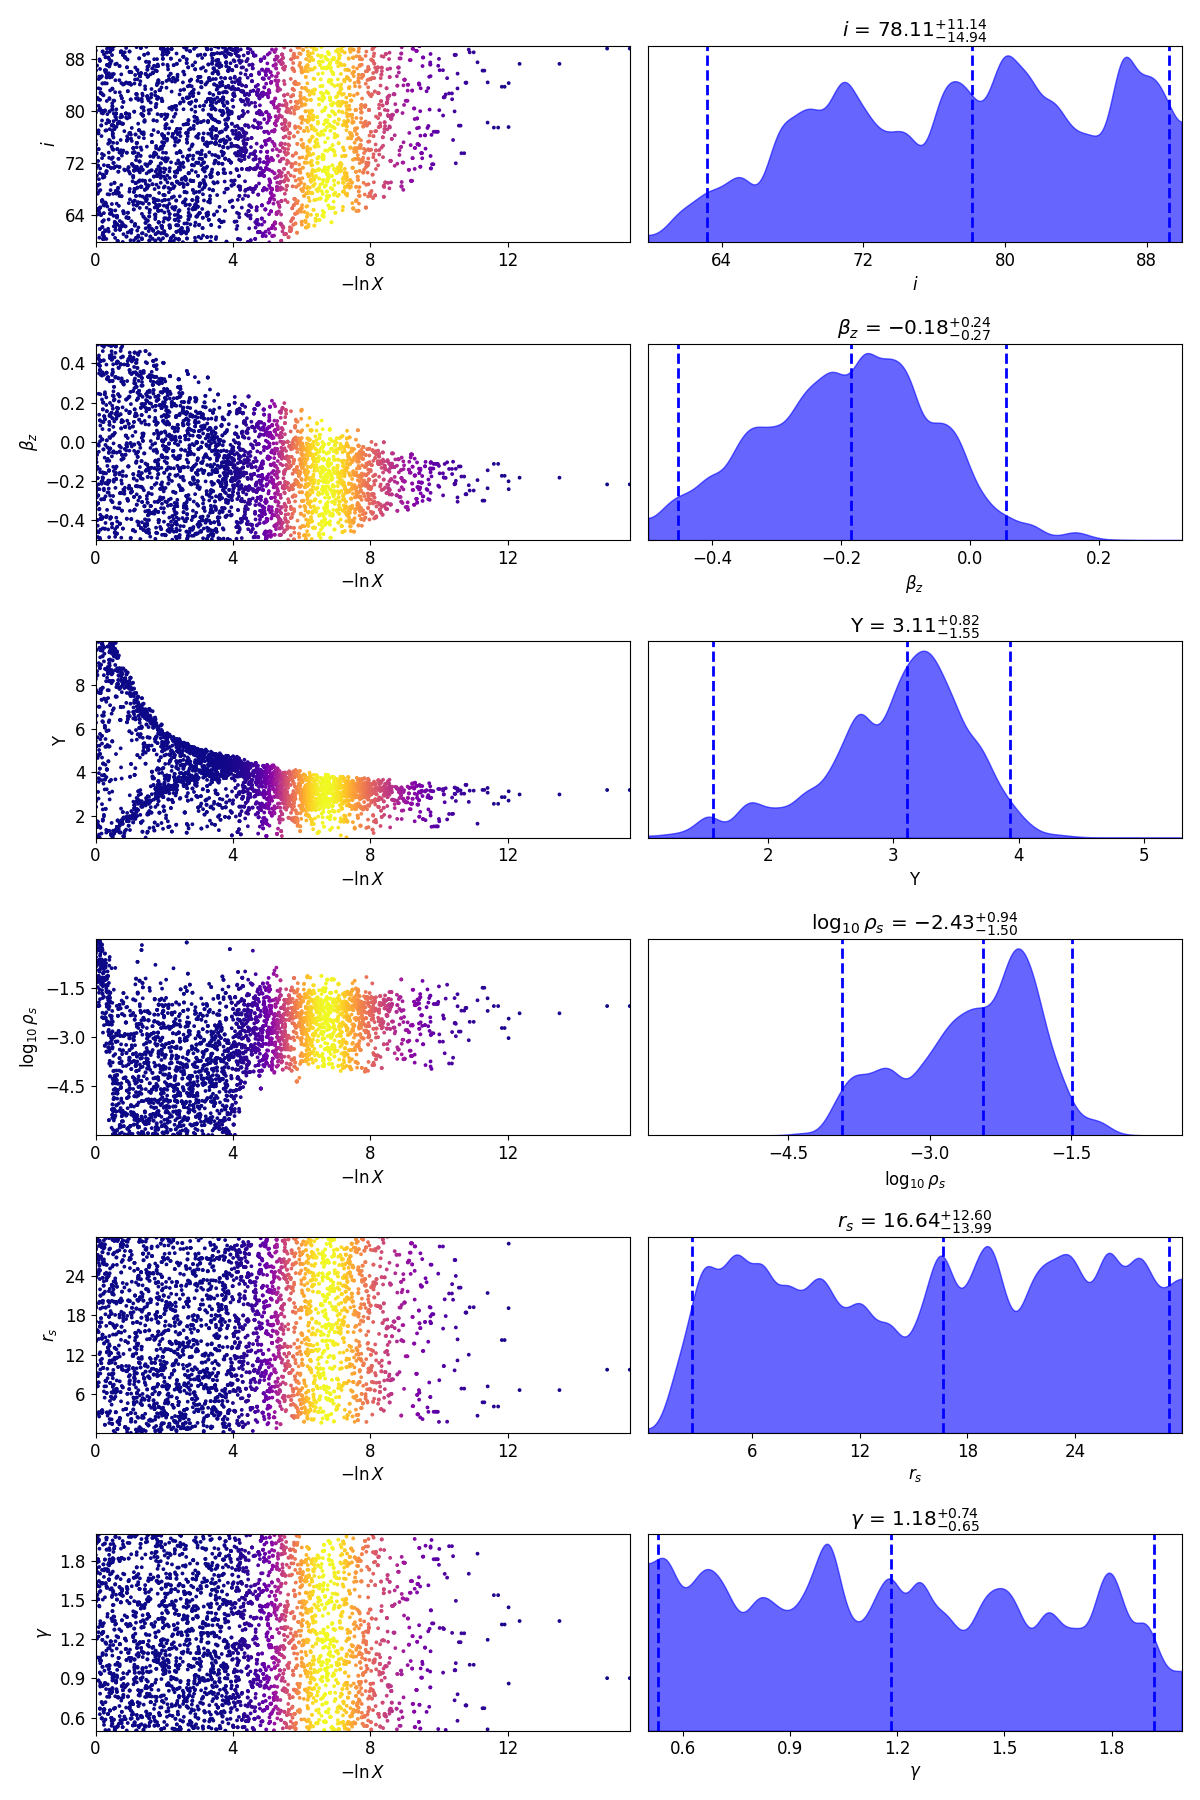 i = 78.11+11.14−14.94
88
80
72
64
i
0 4 8 12
−ln X
64 72 80 88
i
βz = −0.18+0.24−0.27
0.4
0.2
0.0
−0.2
−0.4
βz
0 4 8 12
−ln X
−0.4 −0.2 0.0 0.2
βz
Y = 3.11+0.82−1.55
8
6
4
2
Y
0 4 8 12
−ln X
2 3 4 5
Y
log10 ρs = −2.43+0.94−1.50
−1.5
−3.0
−4.5
log10 ρs
0 4 8 12
−ln X
−4.5 −3.0 −1.5
log10 ρs
rs = 16.64+12.60−13.99
24
18
12
6
rs
0 4 8 12
−ln X
6 12 18 24
rs
γ = 1.18+0.74−0.65
1.8
1.5
1.2
0.9
0.6
γ
0 4 8 12
−ln X
0.6 0.9 1.2 1.5 1.8
γ